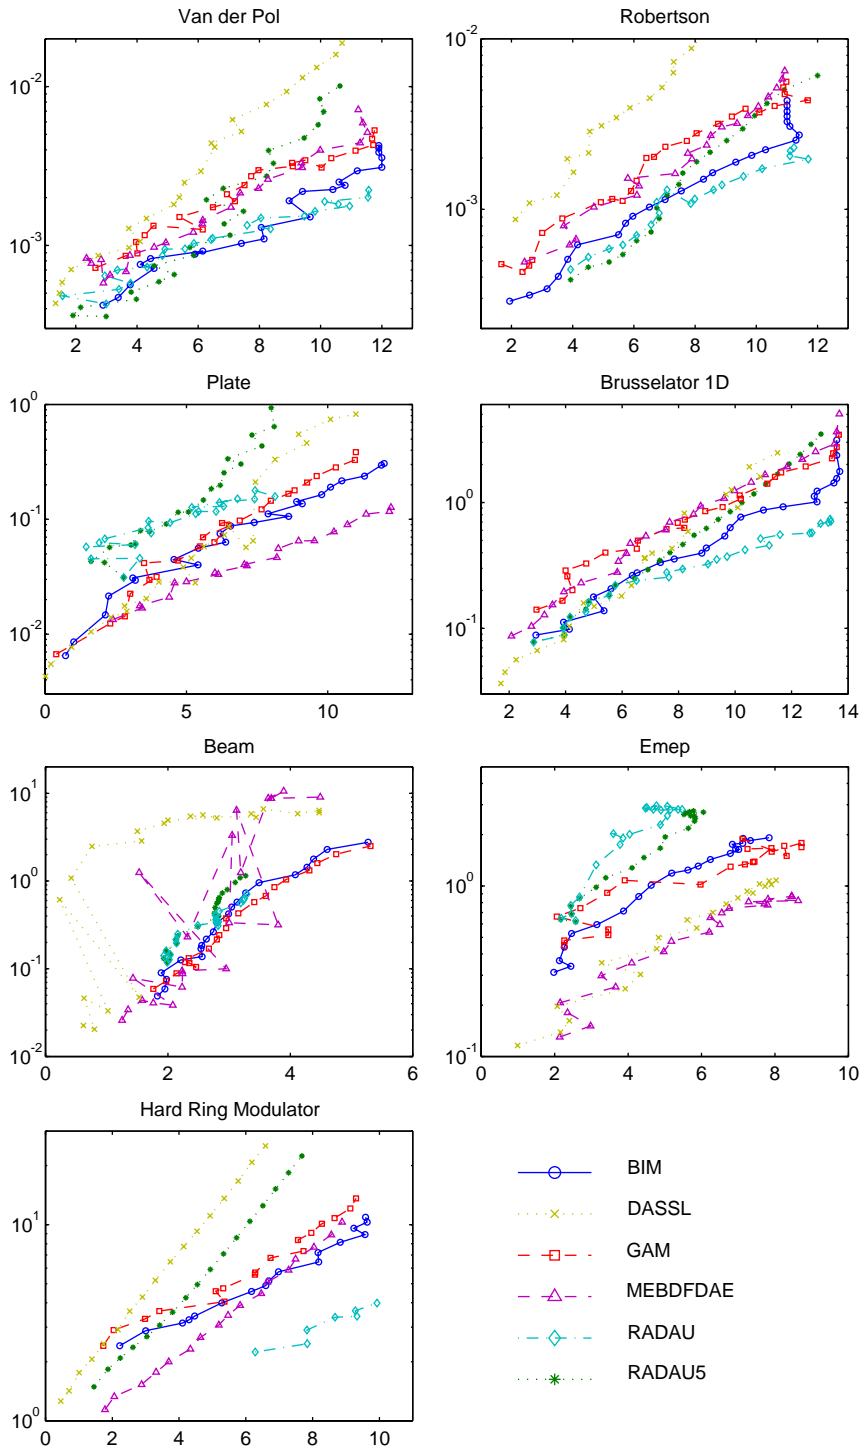 Van der Pol
10^-2
10^-3
2 4 6 8 10 12
Robertson
10^-2
10^-3
2 4 6 8 10 12
Plate
10^0
10^-1
10^-2
0 5 10
Brusselator 1D
10^0
10^-1
2 4 6 8 10 12 14
Beam
10^1
10^0
10^-1
10^-2
0 2 4 6
Emep
10^0
10^-1
0 2 4 6 8 10
Hard Ring Modulator
10^1
10^0
0 2 4 6 8 10
BIM
DASSL
GAM
MEBDFDAE
RADAU
RADAU5